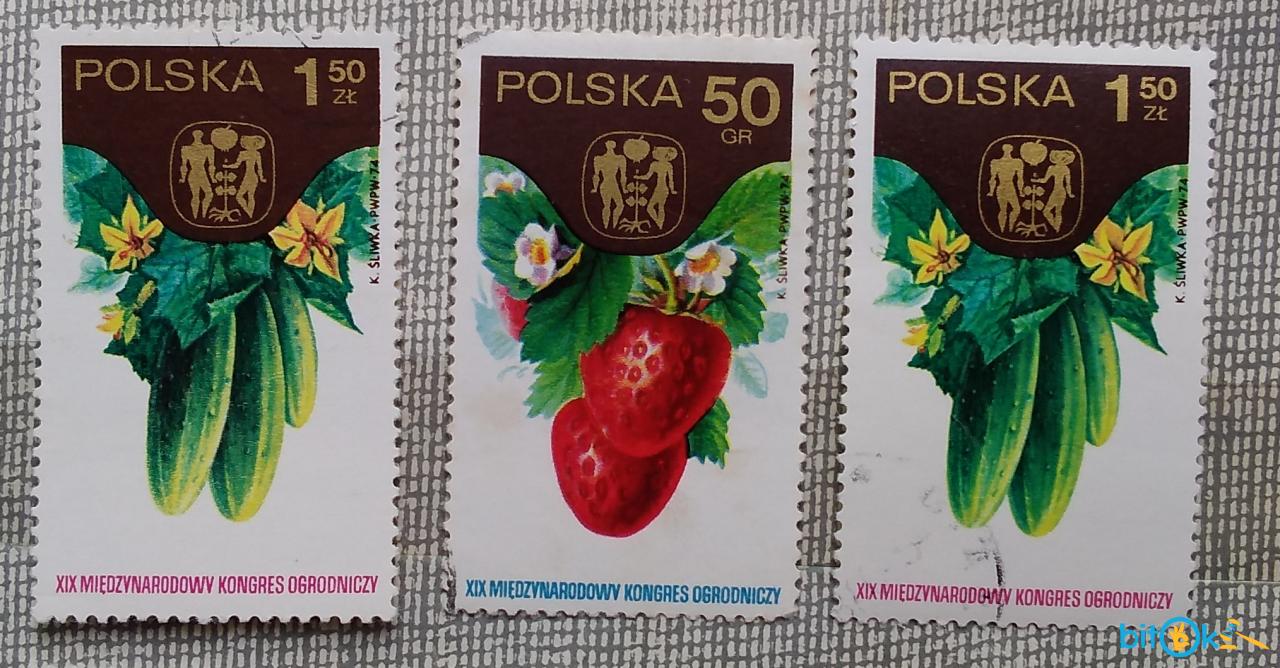 POLSKA 1 50 ZŁ
K. ŚLIWKA PWPW-74
XIX MIĘDZYNARODOWY KONGRES OGRODNICZY
POLSKA 50 GR
K. ŚLIWKA PWPW-74
XIX MIĘDZYNARODOWY KONGRES OGRODNICZY
POLSKA 1 50 ZŁ
K. ŚLIWKA PWPW-74
XIX MIĘDZYNARODOWY KONGRES OGRODNICZY
bitok